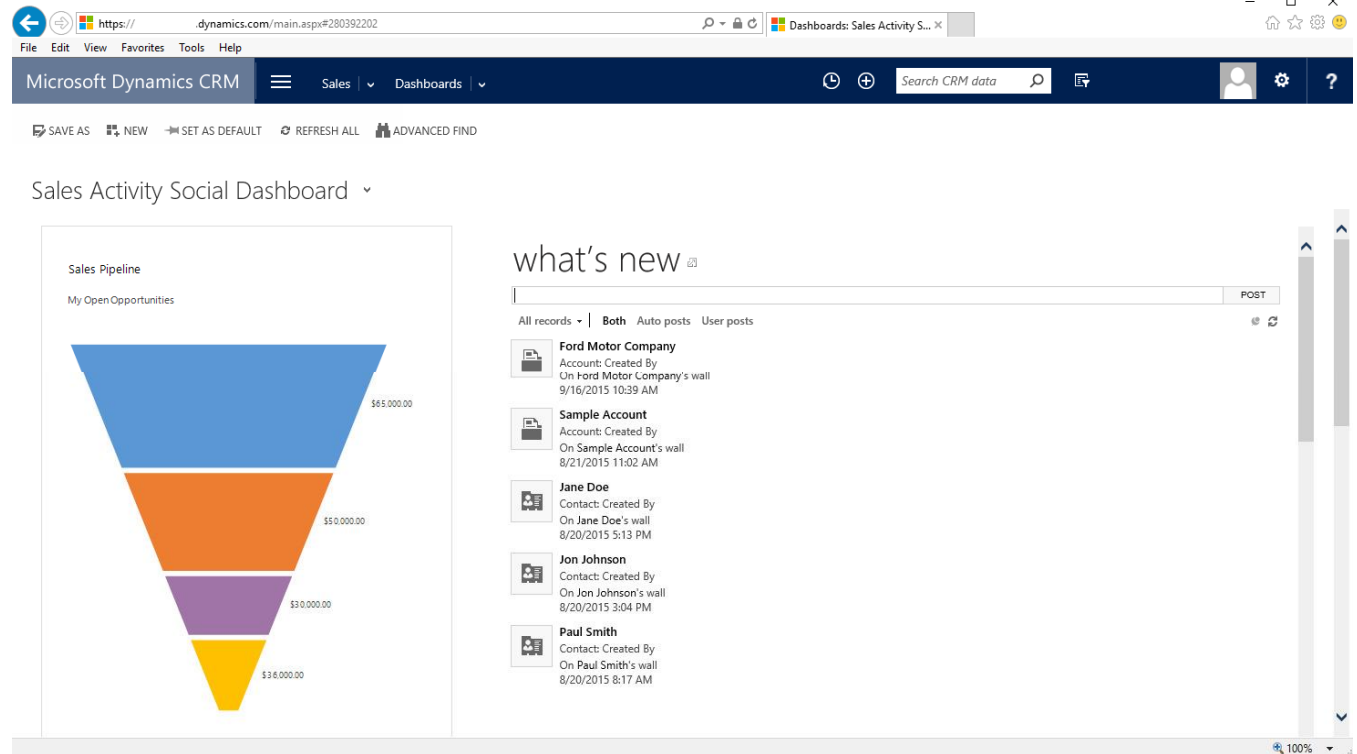 https:// .dynamics.com/main.aspx#280392202
Dashboards: Sales Activity S... ×
File Edit View Favorites Tools Help
Microsoft Dynamics CRM Sales Dashboards Search CRM data ?
SAVE AS NEW SET AS DEFAULT REFRESH ALL ADVANCED FIND
Sales Activity Social Dashboard
Sales Pipeline
My Open Opportunities
$65,000.00
$50,000.00
$30,000.00
$36,000.00
what's new
POST
All records Both Auto posts User posts
Ford Motor Company
Account: Created By
On Ford Motor Company's wall
9/16/2015 10:39 AM
Sample Account
Account: Created By
On Sample Account's wall
8/21/2015 11:02 AM
Jane Doe
Contact: Created By
On Jane Doe's wall
8/20/2015 5:13 PM
Jon Johnson
Contact: Created By
On Jon Johnson's wall
8/20/2015 3:04 PM
Paul Smith
Contact: Created By
On Paul Smith's wall
8/20/2015 8:17 AM
100%